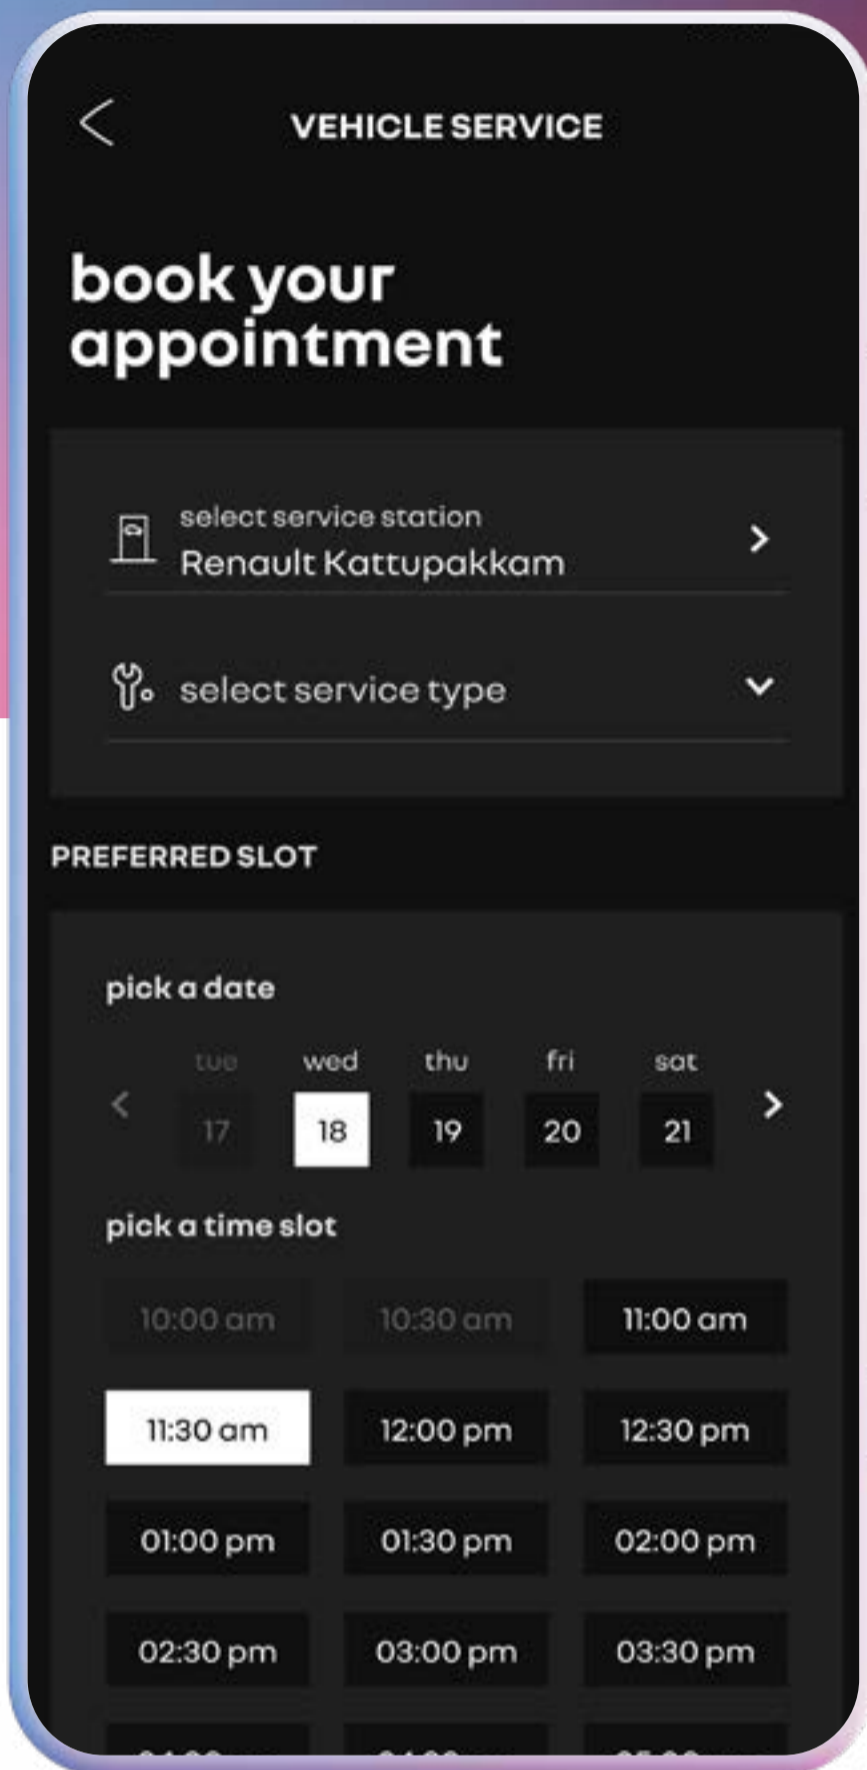 VEHICLE SERVICE
book your
appointment
select service station
Renault Kattupakkam
select service type
PREFERRED SLOT
pick a date
tue wed thu fri sat
17 18 19 20 21
pick a time slot
10:00 am 10:30 am 11:00 am
11:30 am 12:00 pm 12:30 pm
01:00 pm 01:30 pm 02:00 pm
02:30 pm 03:00 pm 03:30 pm